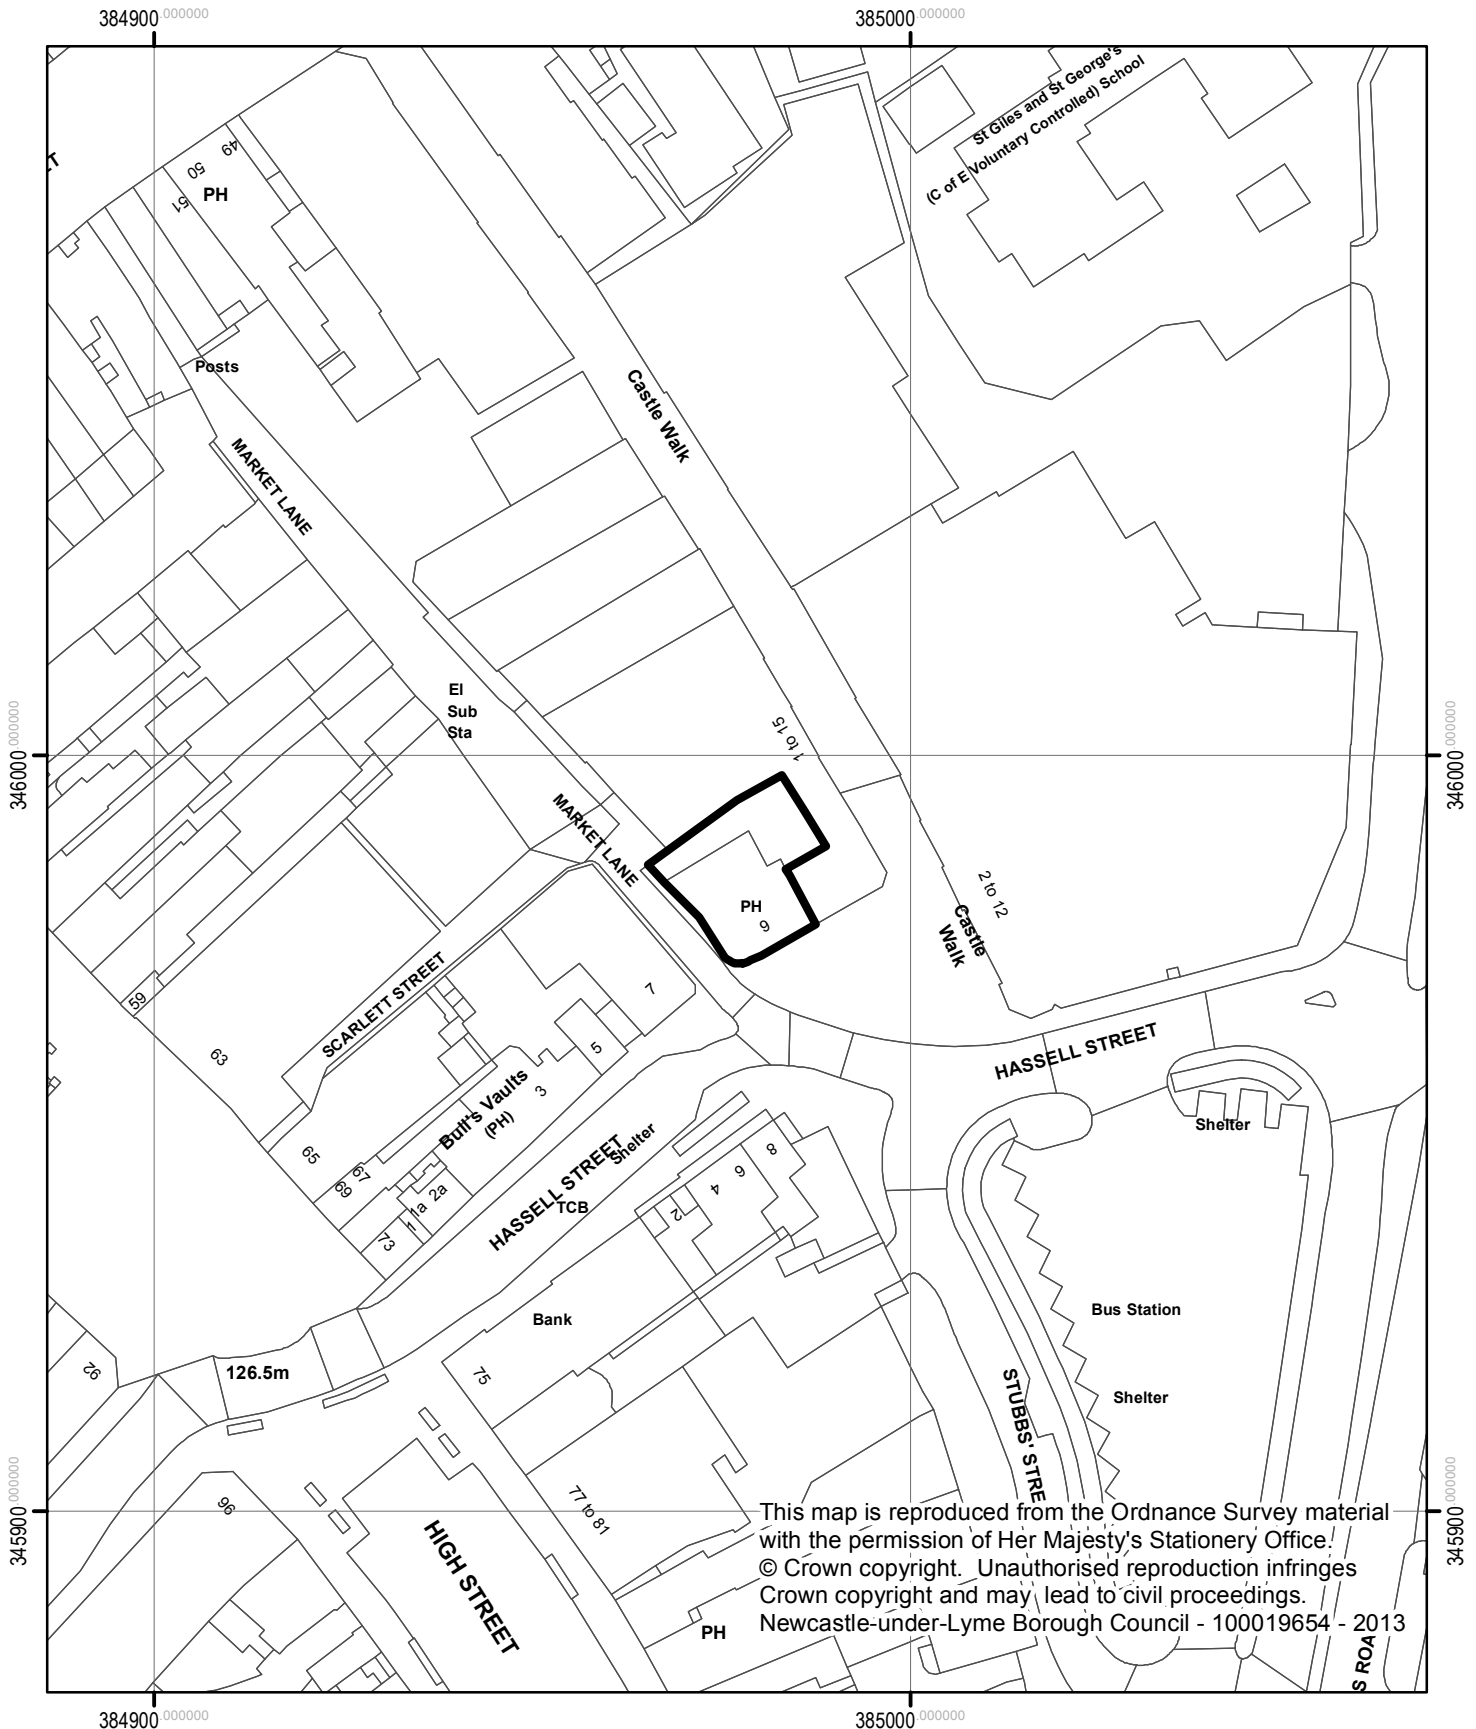 384900.000000
385000.000000
St Giles and St George's
(C of E Voluntary Controlled) School
49
50
51
PH
Posts
MARKET LANE
Castle Walk
El
Sub
Sta
1 to 15
346000.000000
346000.000000
MARKET LANE
PH
6
2 to 12
Castle
Walk
SCARLETT STREET
59
63
7
5
3
Bull's Vaults
(PH)
HASSELL STREET
Shelter
65
67
69
1a
2a
1
73
HASSELL STREET
Shelter
TCB
8
6
4
2
Bus Station
Bank
92
126.5m
75
Shelter
STUBBS' STRE
96
77 to 81
HIGH STREET
PH
S ROA
345900.000000
345900.000000
This map is reproduced from the Ordnance Survey material
with the permission of Her Majesty's Stationery Office.
© Crown copyright. Unauthorised reproduction infringes
Crown copyright and may lead to civil proceedings.
Newcastle-under-Lyme Borough Council - 100019654 - 2013
384900.000000
385000.000000